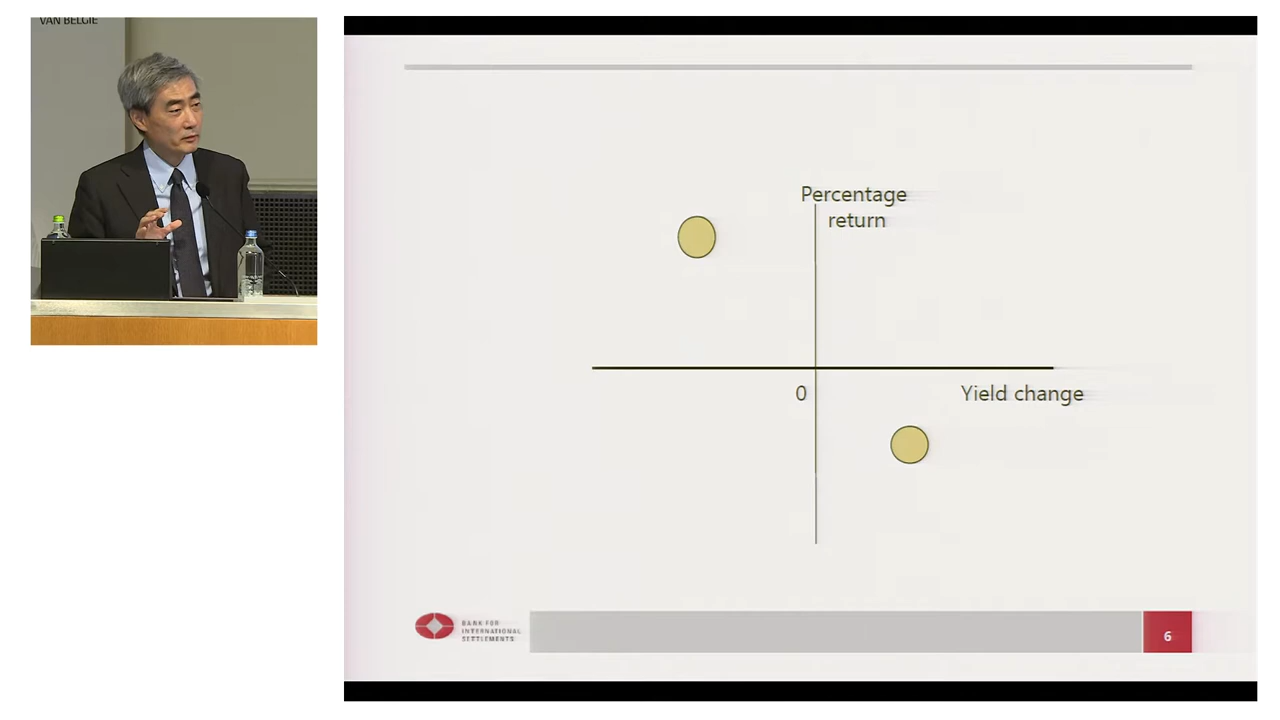 VAN BELGIE
Percentage
return
0
Yield change
BANK FOR
INTERNATIONAL
SETTLEMENTS
6